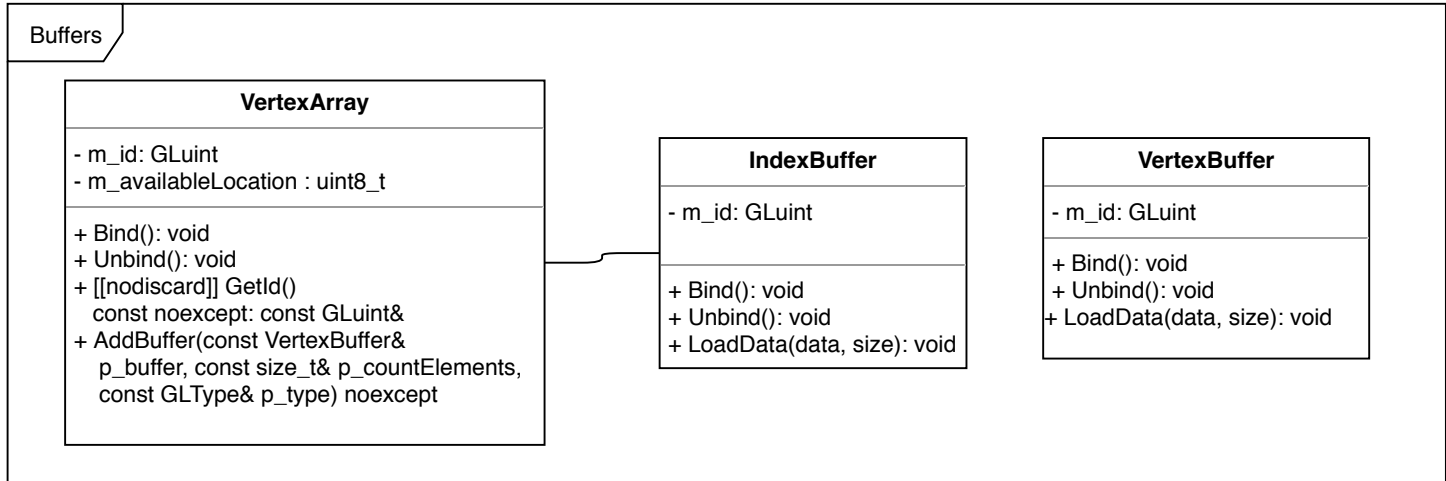 Buffers
VertexArray
- m_id: GLuint
- m_availableLocation : uint8_t
+ Bind(): void
+ Unbind(): void
+ [[nodiscard]] GetId()
const noexcept: const GLuint&
+ AddBuffer(const VertexBuffer&
p_buffer, const size_t& p_countElements,
const GLType& p_type) noexcept
IndexBuffer
- m_id: GLuint
+ Bind(): void
+ Unbind(): void
+ LoadData(data, size): void
VertexBuffer
- m_id: GLuint
+ Bind(): void
+ Unbind(): void
+ LoadData(data, size): void